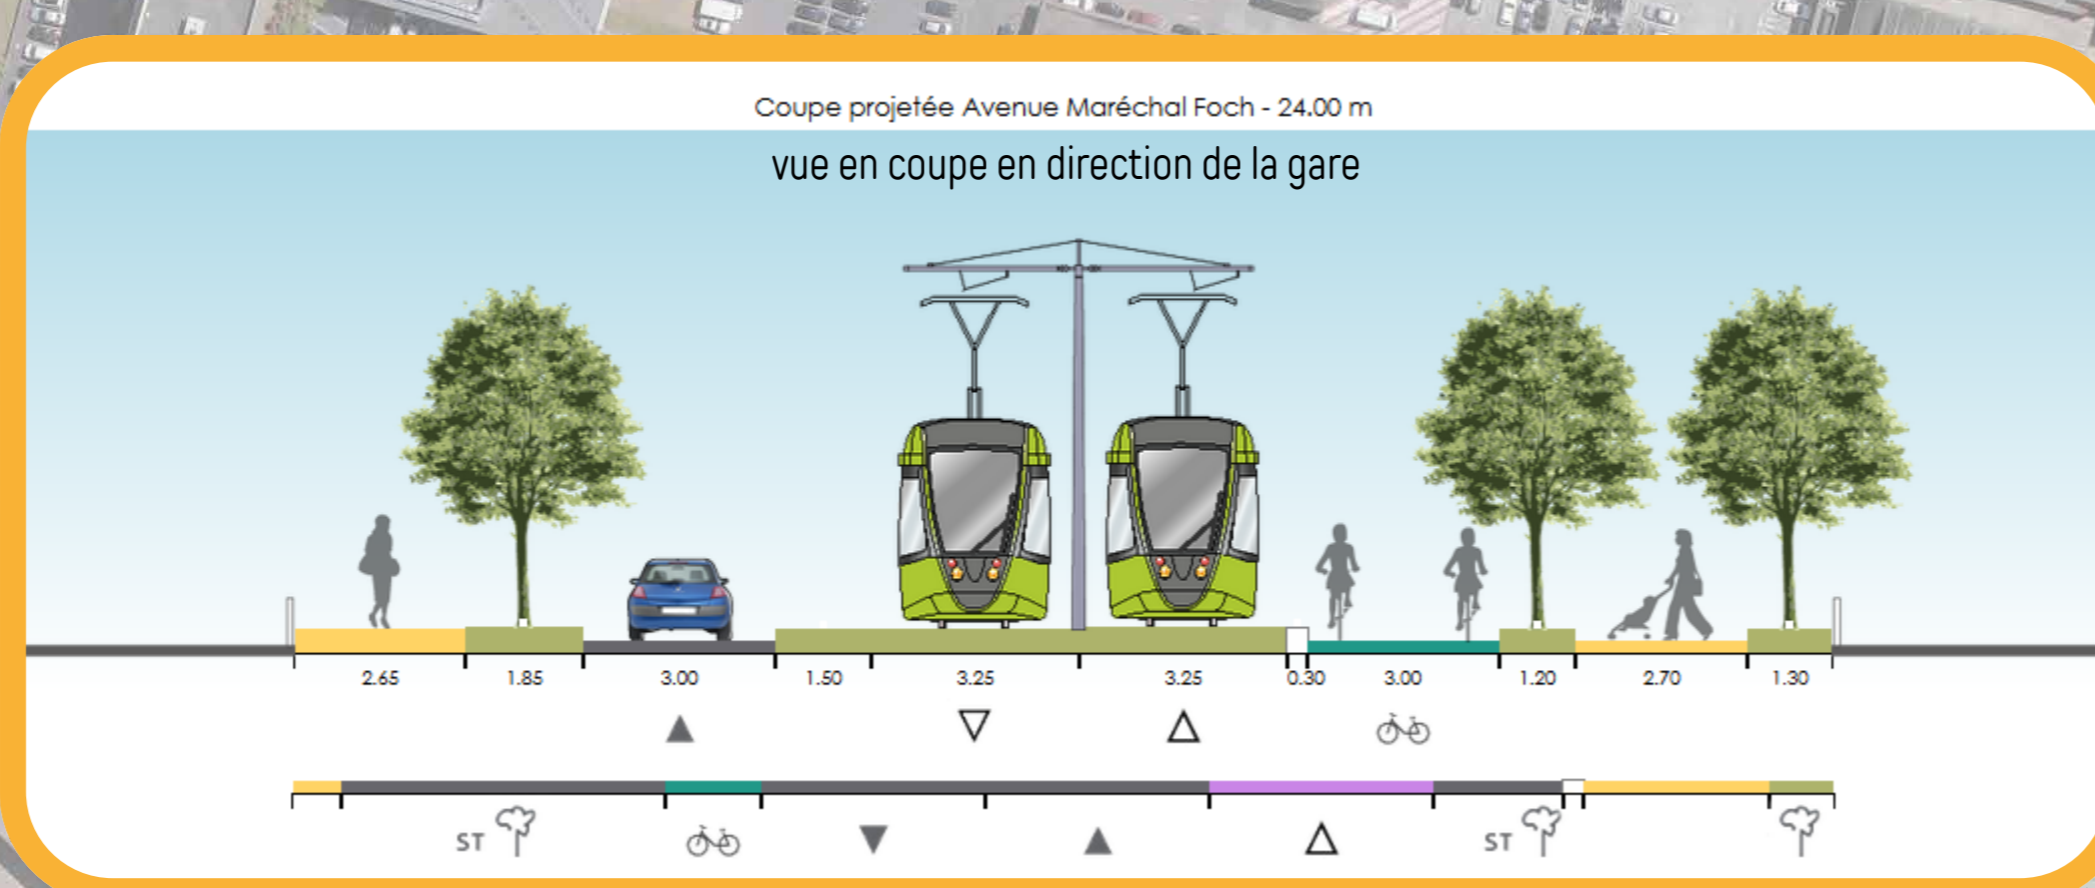 Coupe projetée Avenue Maréchal Foch - 24.00 m
vue en coupe en direction de la gare
2.65 1.85 3.00 1.50 3.25 3.25 0.30 3.00 1.20 2.70 1.30
ST ST